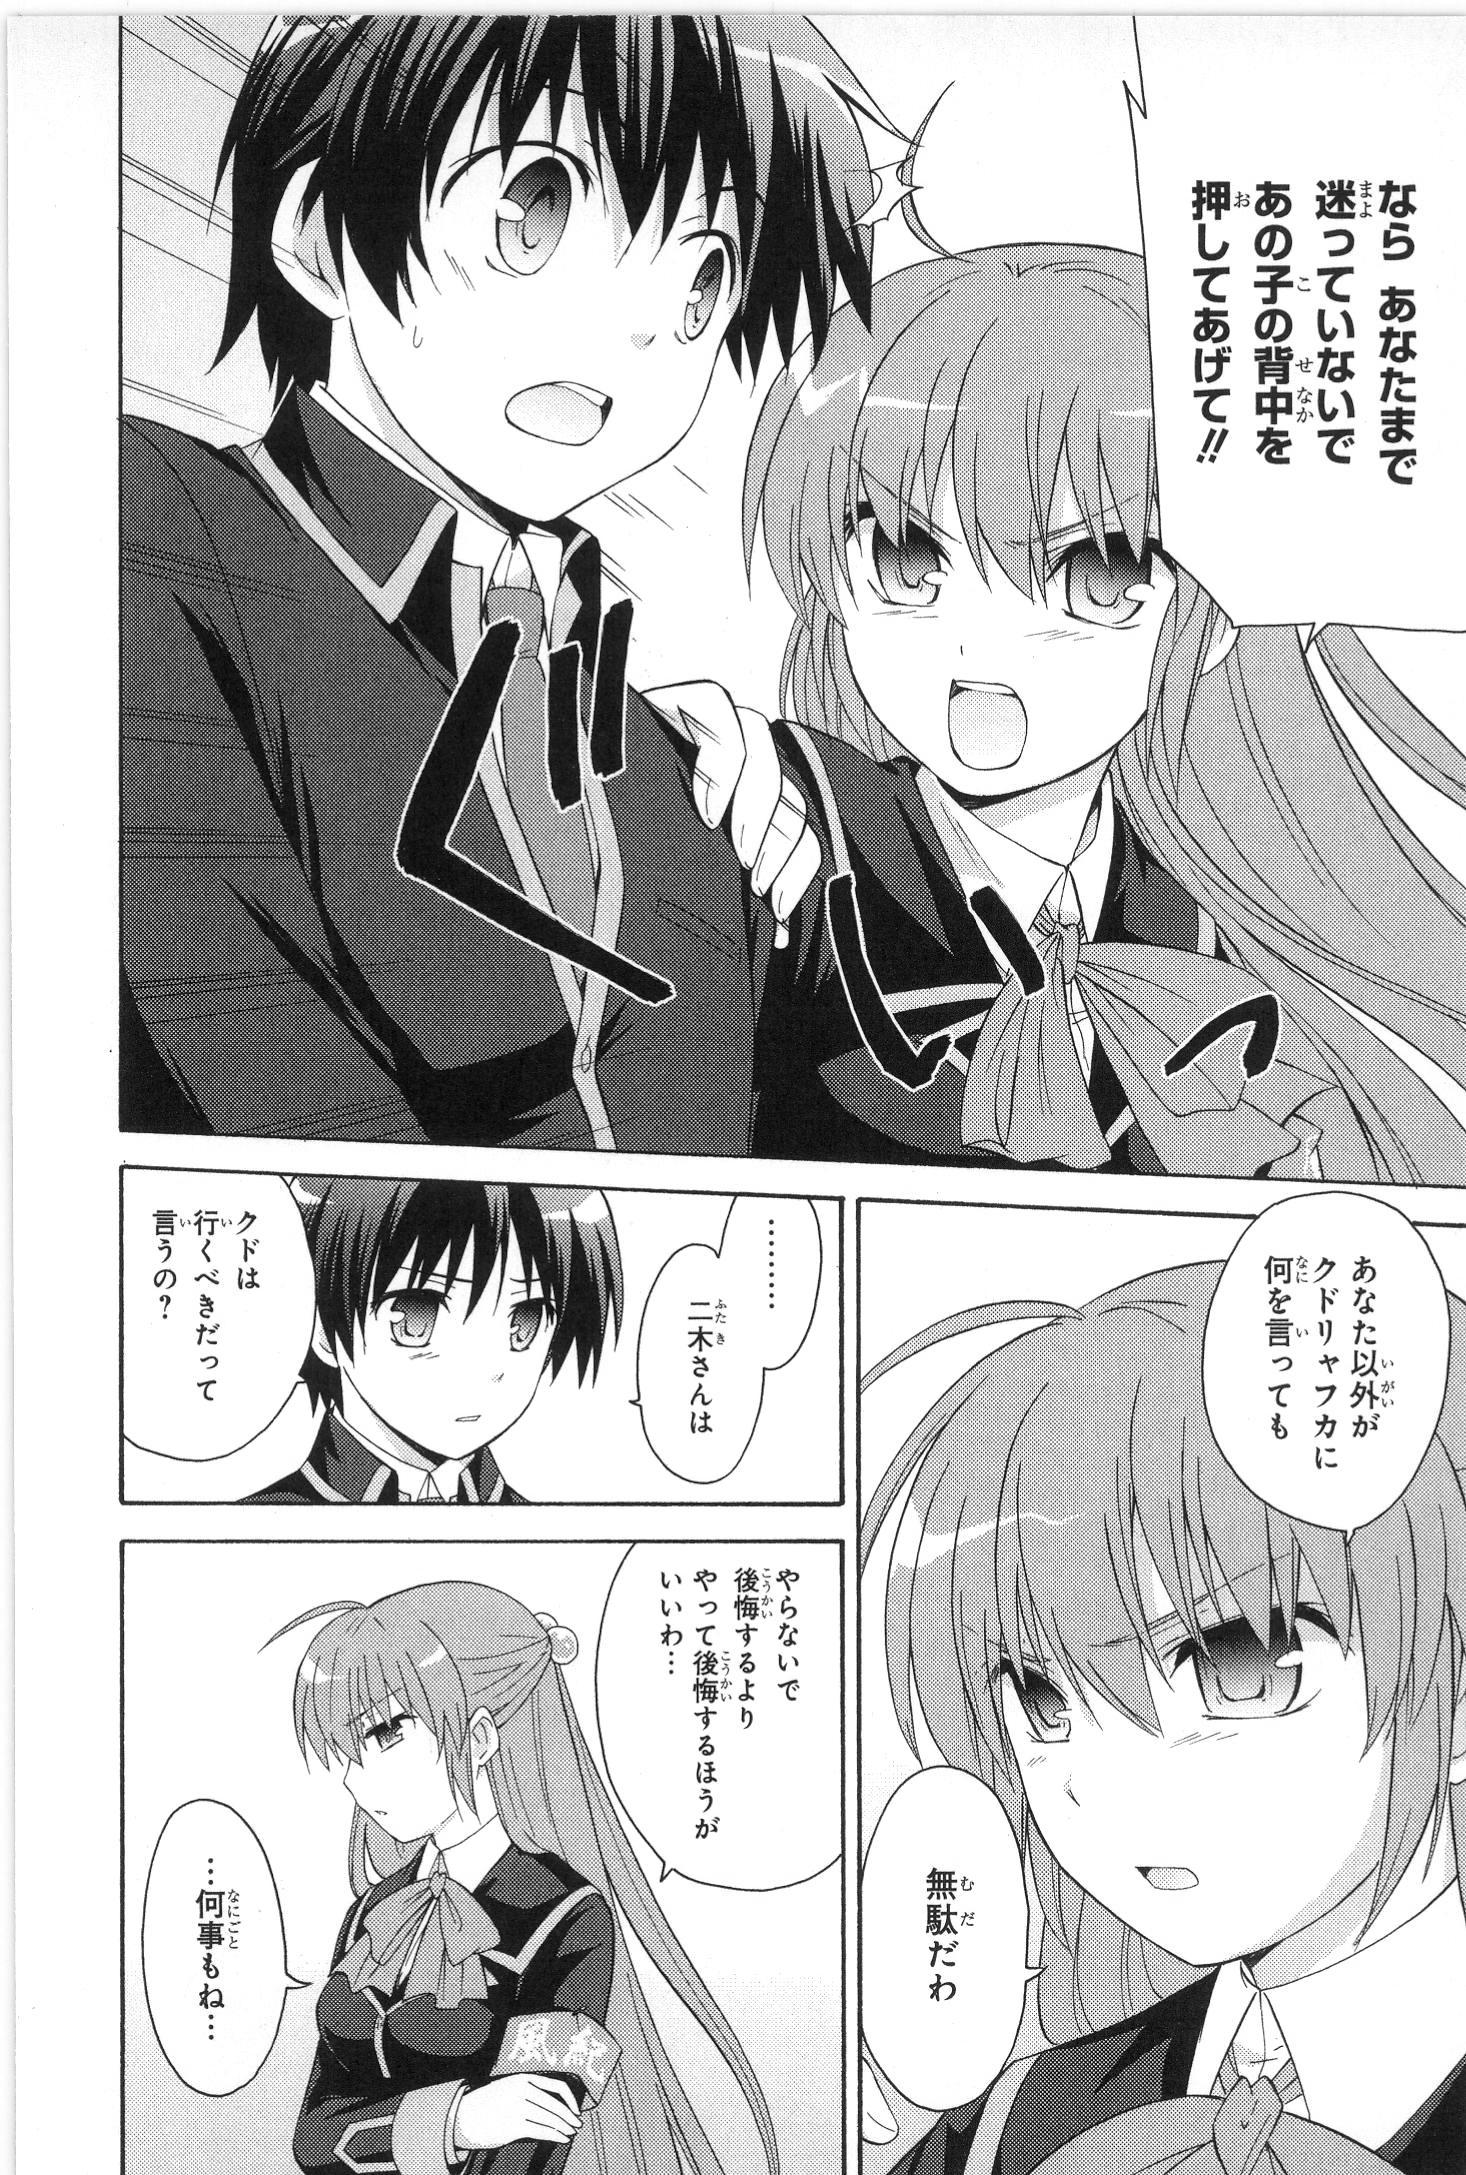 なら あなたまで
迷っていないで
あの子の背中を
押してあげて!!
グイッ
あなた以外が
クドリャフカに
何を言っても
無駄だわ
………
二木さんは
クドは
行くべきだって
言うの?
やらないで
後悔するより
やって後悔するほうが
いいわ…
…何事もね…
風紀